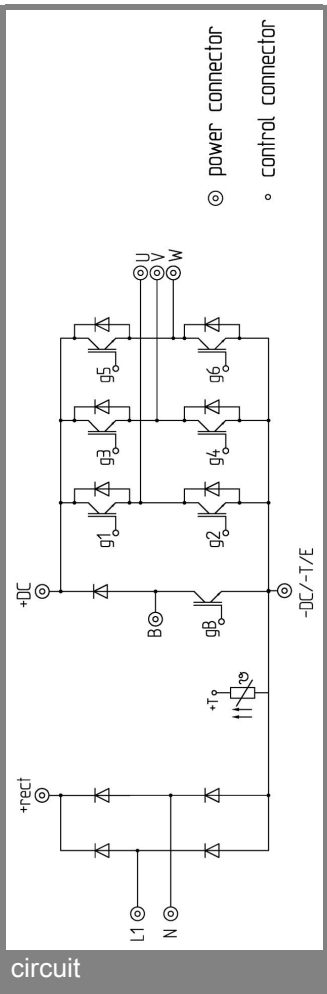 +rect
+DC
L1
N
+T
B
gB
g1
g3
g5
g2
g4
g6
U
V
W
-DC/-T/E
power connector
control connector
circuit